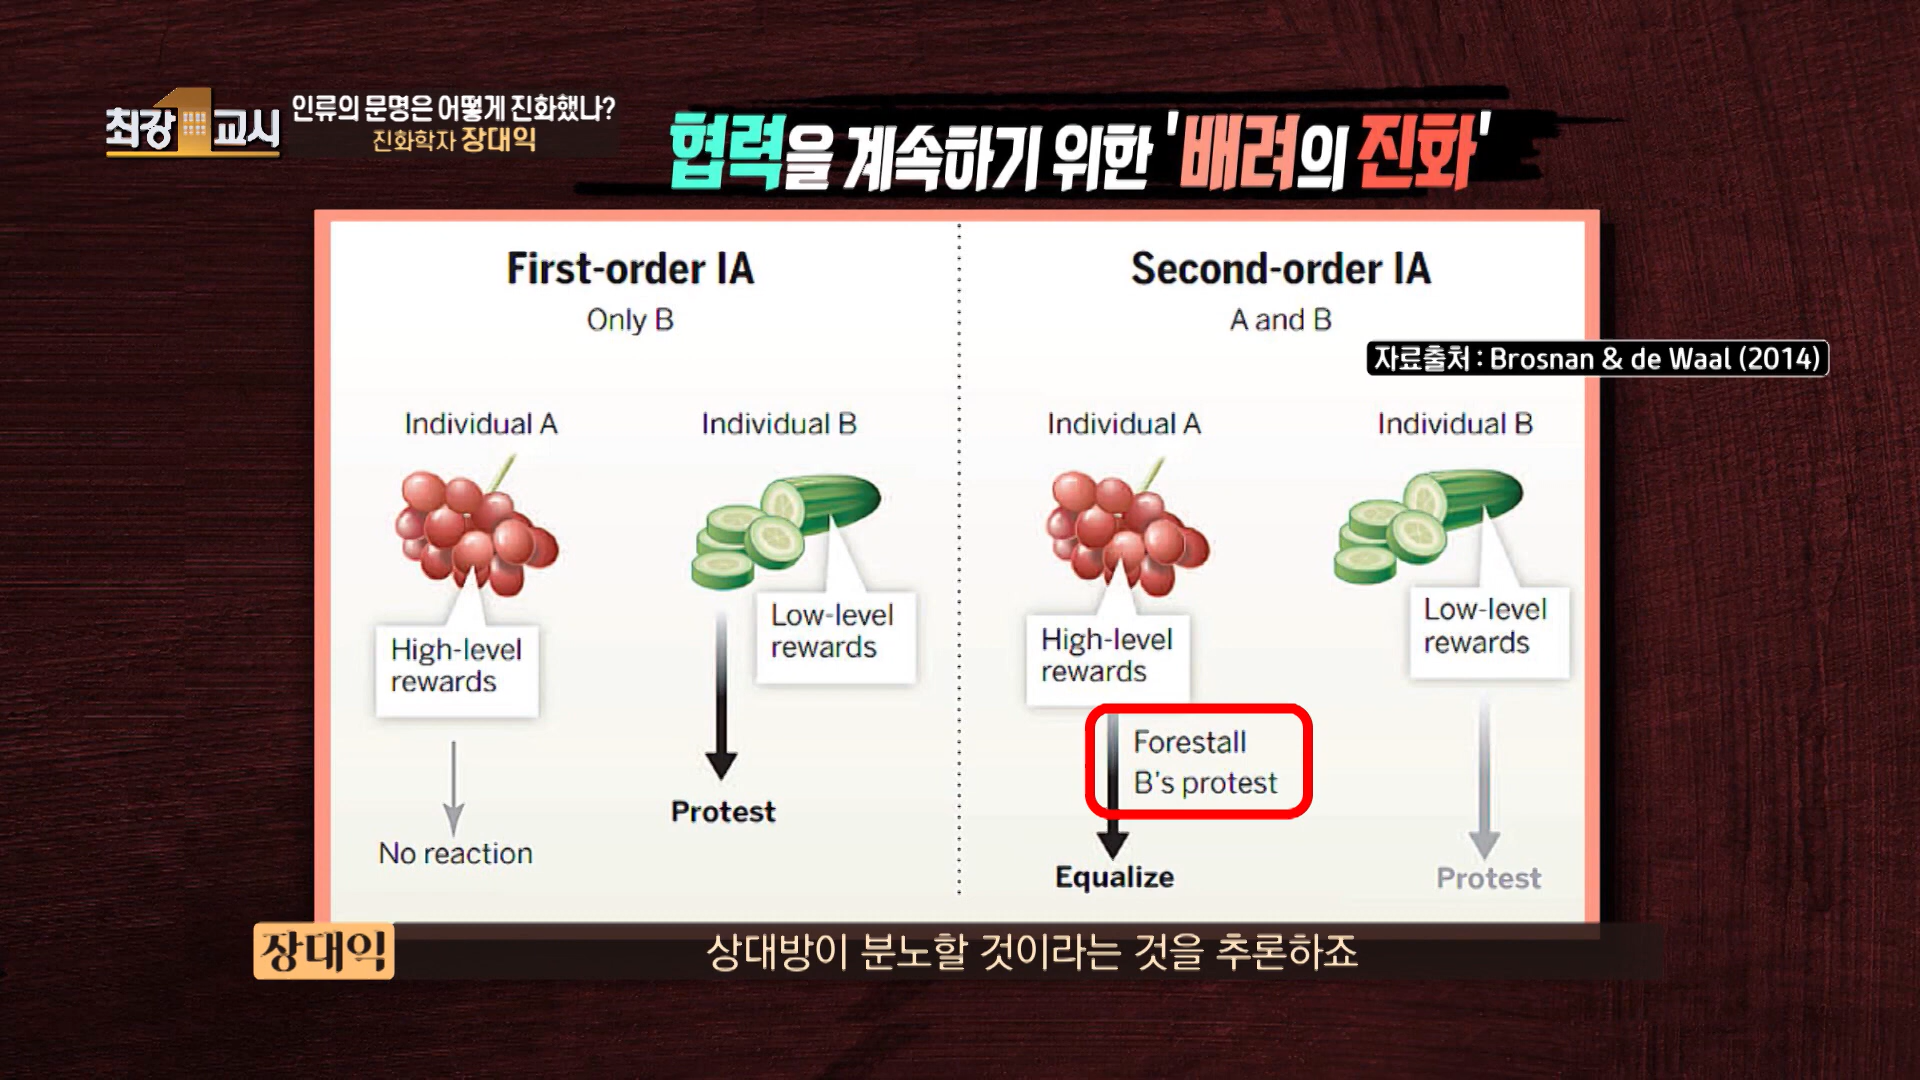 최강1교시
인류의 문명은 어떻게 진화했나?
진화학자 장대익
협력을 계속하기 위한 '배려의 진화'
First-order IA
Only B
Individual A
Individual B
High-level
rewards
Low-level
rewards
No reaction
Protest
Second-order IA
A and B
자료출처 : Brosnan & de Waal (2014)
Individual A
Individual B
High-level
rewards
Low-level
rewards
Forestall
B's protest
Equalize
Protest
장대익
상대방이 분노할 것이라는 것을 추론하죠